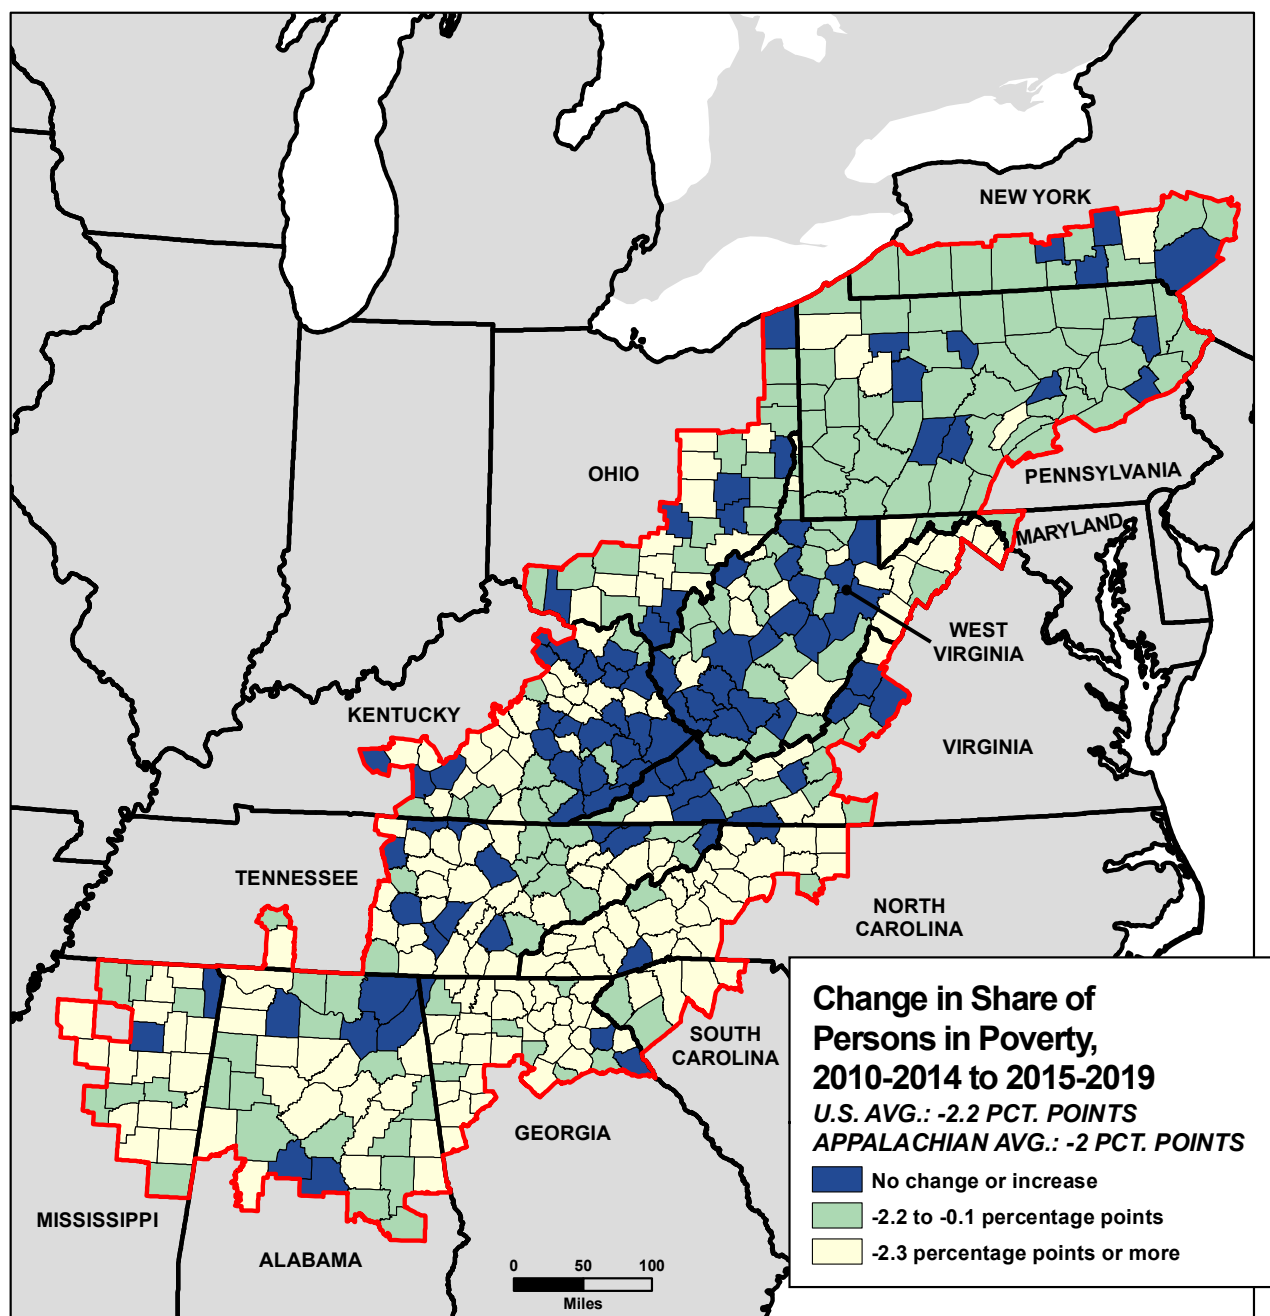 NEW YORK
OHIO
PENNSYLVANIA
MARYLAND
WEST
VIRGINIA
KENTUCKY
VIRGINIA
TENNESSEE
NORTH
CAROLINA
SOUTH
CAROLINA
GEORGIA
MISSISSIPPI
ALABAMA
0 50 100
Miles
Change in Share of
Persons in Poverty,
2010-2014 to 2015-2019
U.S. AVG.: -2.2 PCT. POINTS
APPALACHIAN AVG.: -2 PCT. POINTS
No change or increase
-2.2 to -0.1 percentage points
-2.3 percentage points or more